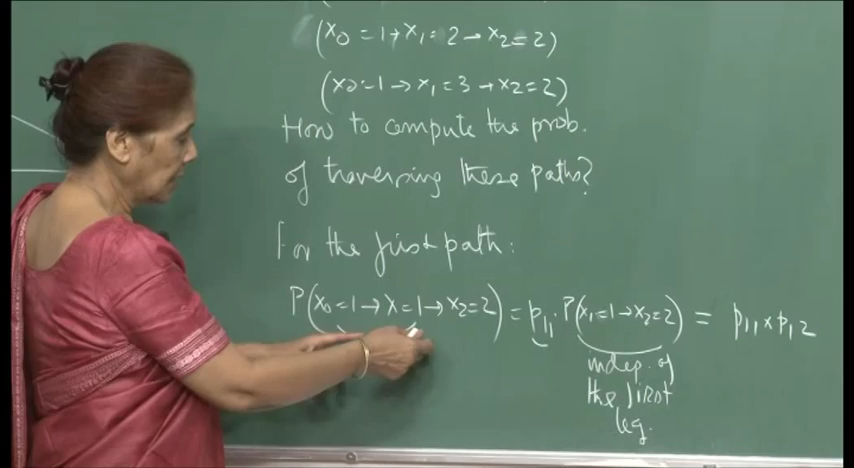 (x0 = 1 → x1 = 2 → x2 = 2)
(x0 = 1 → x1 = 3 → x2 = 2)
How to compute the prob.
of traversing these paths?
For the first path:
P(x0 = 1 → x = 1 → x2 = 2) = p11 · P(x1 = 1 → x2 = 2) = p11 × p12
indep. of
the first
leg.